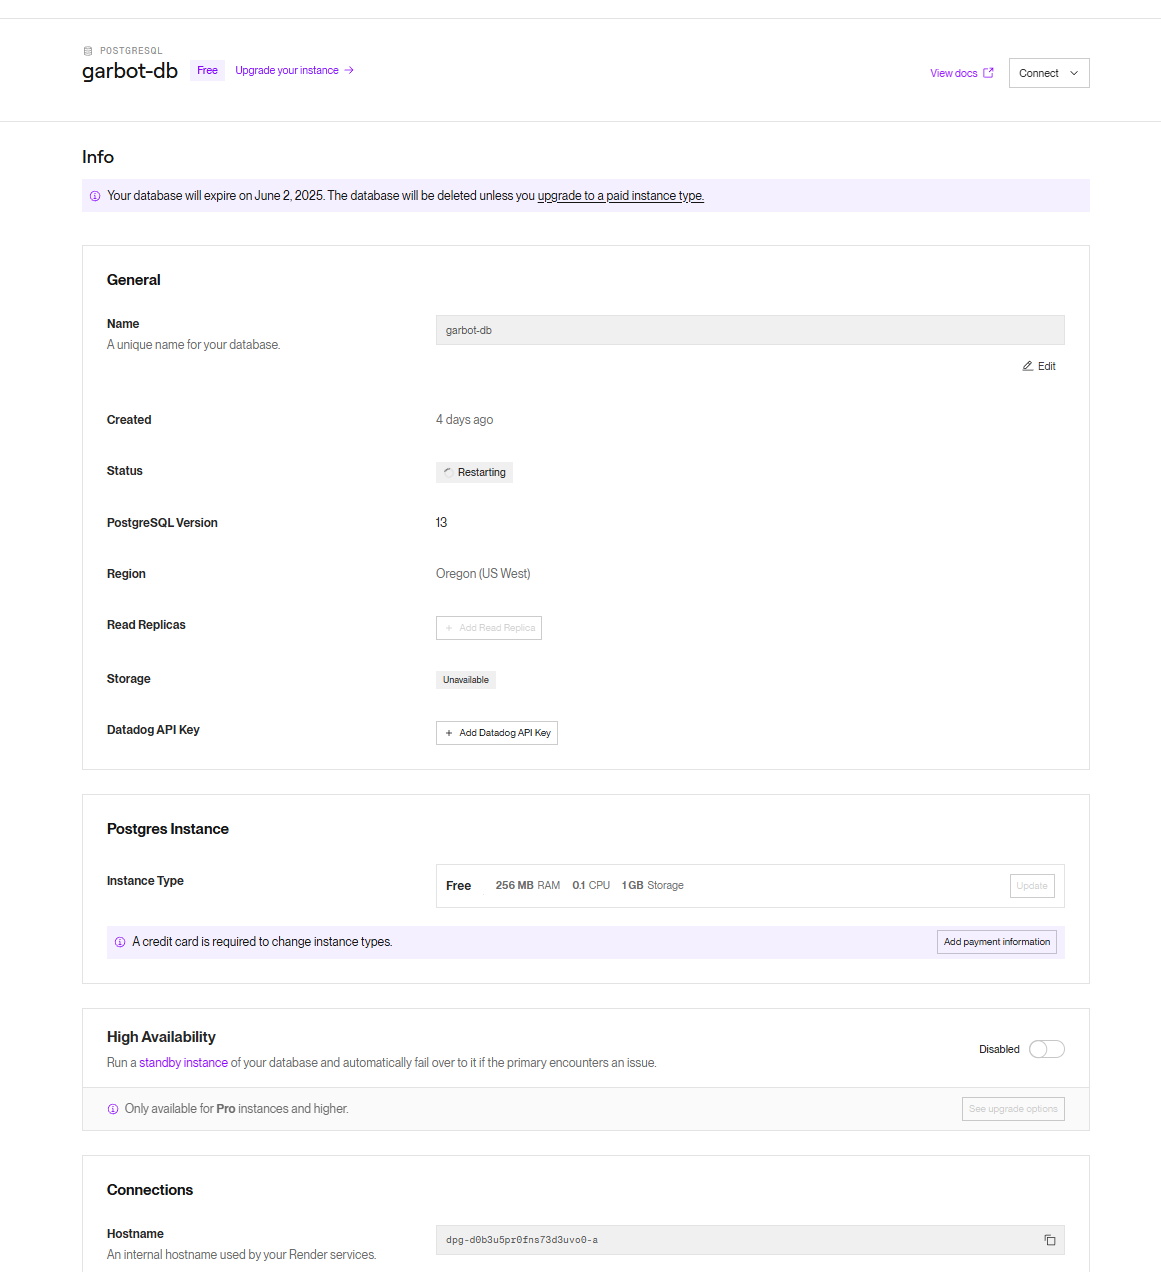 POSTGRESQL
garbot-db Free Upgrade your instance →
View docs Connect
Info
Your database will expire on June 2, 2025. The database will be deleted unless you upgrade to a paid instance type.
General
Name
A unique name for your database.
garbot-db
Edit
Created 4 days ago
Status Restarting
PostgreSQL Version 13
Region Oregon (US West)
Read Replicas + Add Read Replica
Storage Unavailable
Datadog API Key + Add Datadog API Key
Postgres Instance
Instance Type Free 256 MB RAM 0.1 CPU 1 GB Storage Update
A credit card is required to change instance types. Add payment information
High Availability
Run a standby instance of your database and automatically fail over to it if the primary encounters an issue.
Disabled
Only available for Pro instances and higher. See upgrade options
Connections
Hostname
An internal hostname used by your Render services.
dpg-d0b3u5pr0fns73d3uvo0-a